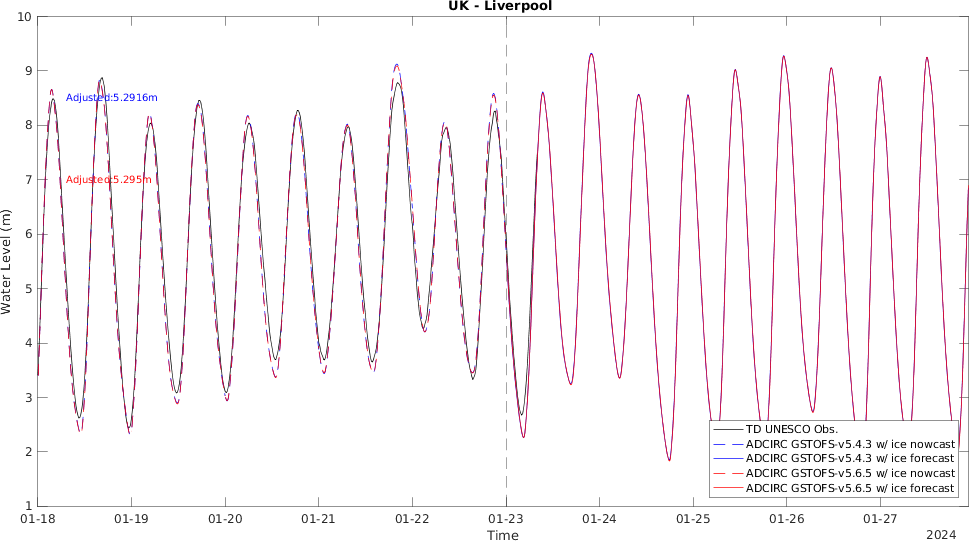 UK - Liverpool
10
9
8
7
6
5
4
3
2
1
Water Level (m)
Adjusted:5.2916m
Adjusted:5.295m
TD UNESCO Obs.
ADCIRC GSTOFS-v5.4.3 w/ ice nowcast
ADCIRC GSTOFS-v5.4.3 w/ ice forecast
ADCIRC GSTOFS-v5.6.5 w/ ice nowcast
ADCIRC GSTOFS-v5.6.5 w/ ice forecast
01-18 01-19 01-20 01-21 01-22 01-23 01-24 01-25 01-26 01-27
Time
2024